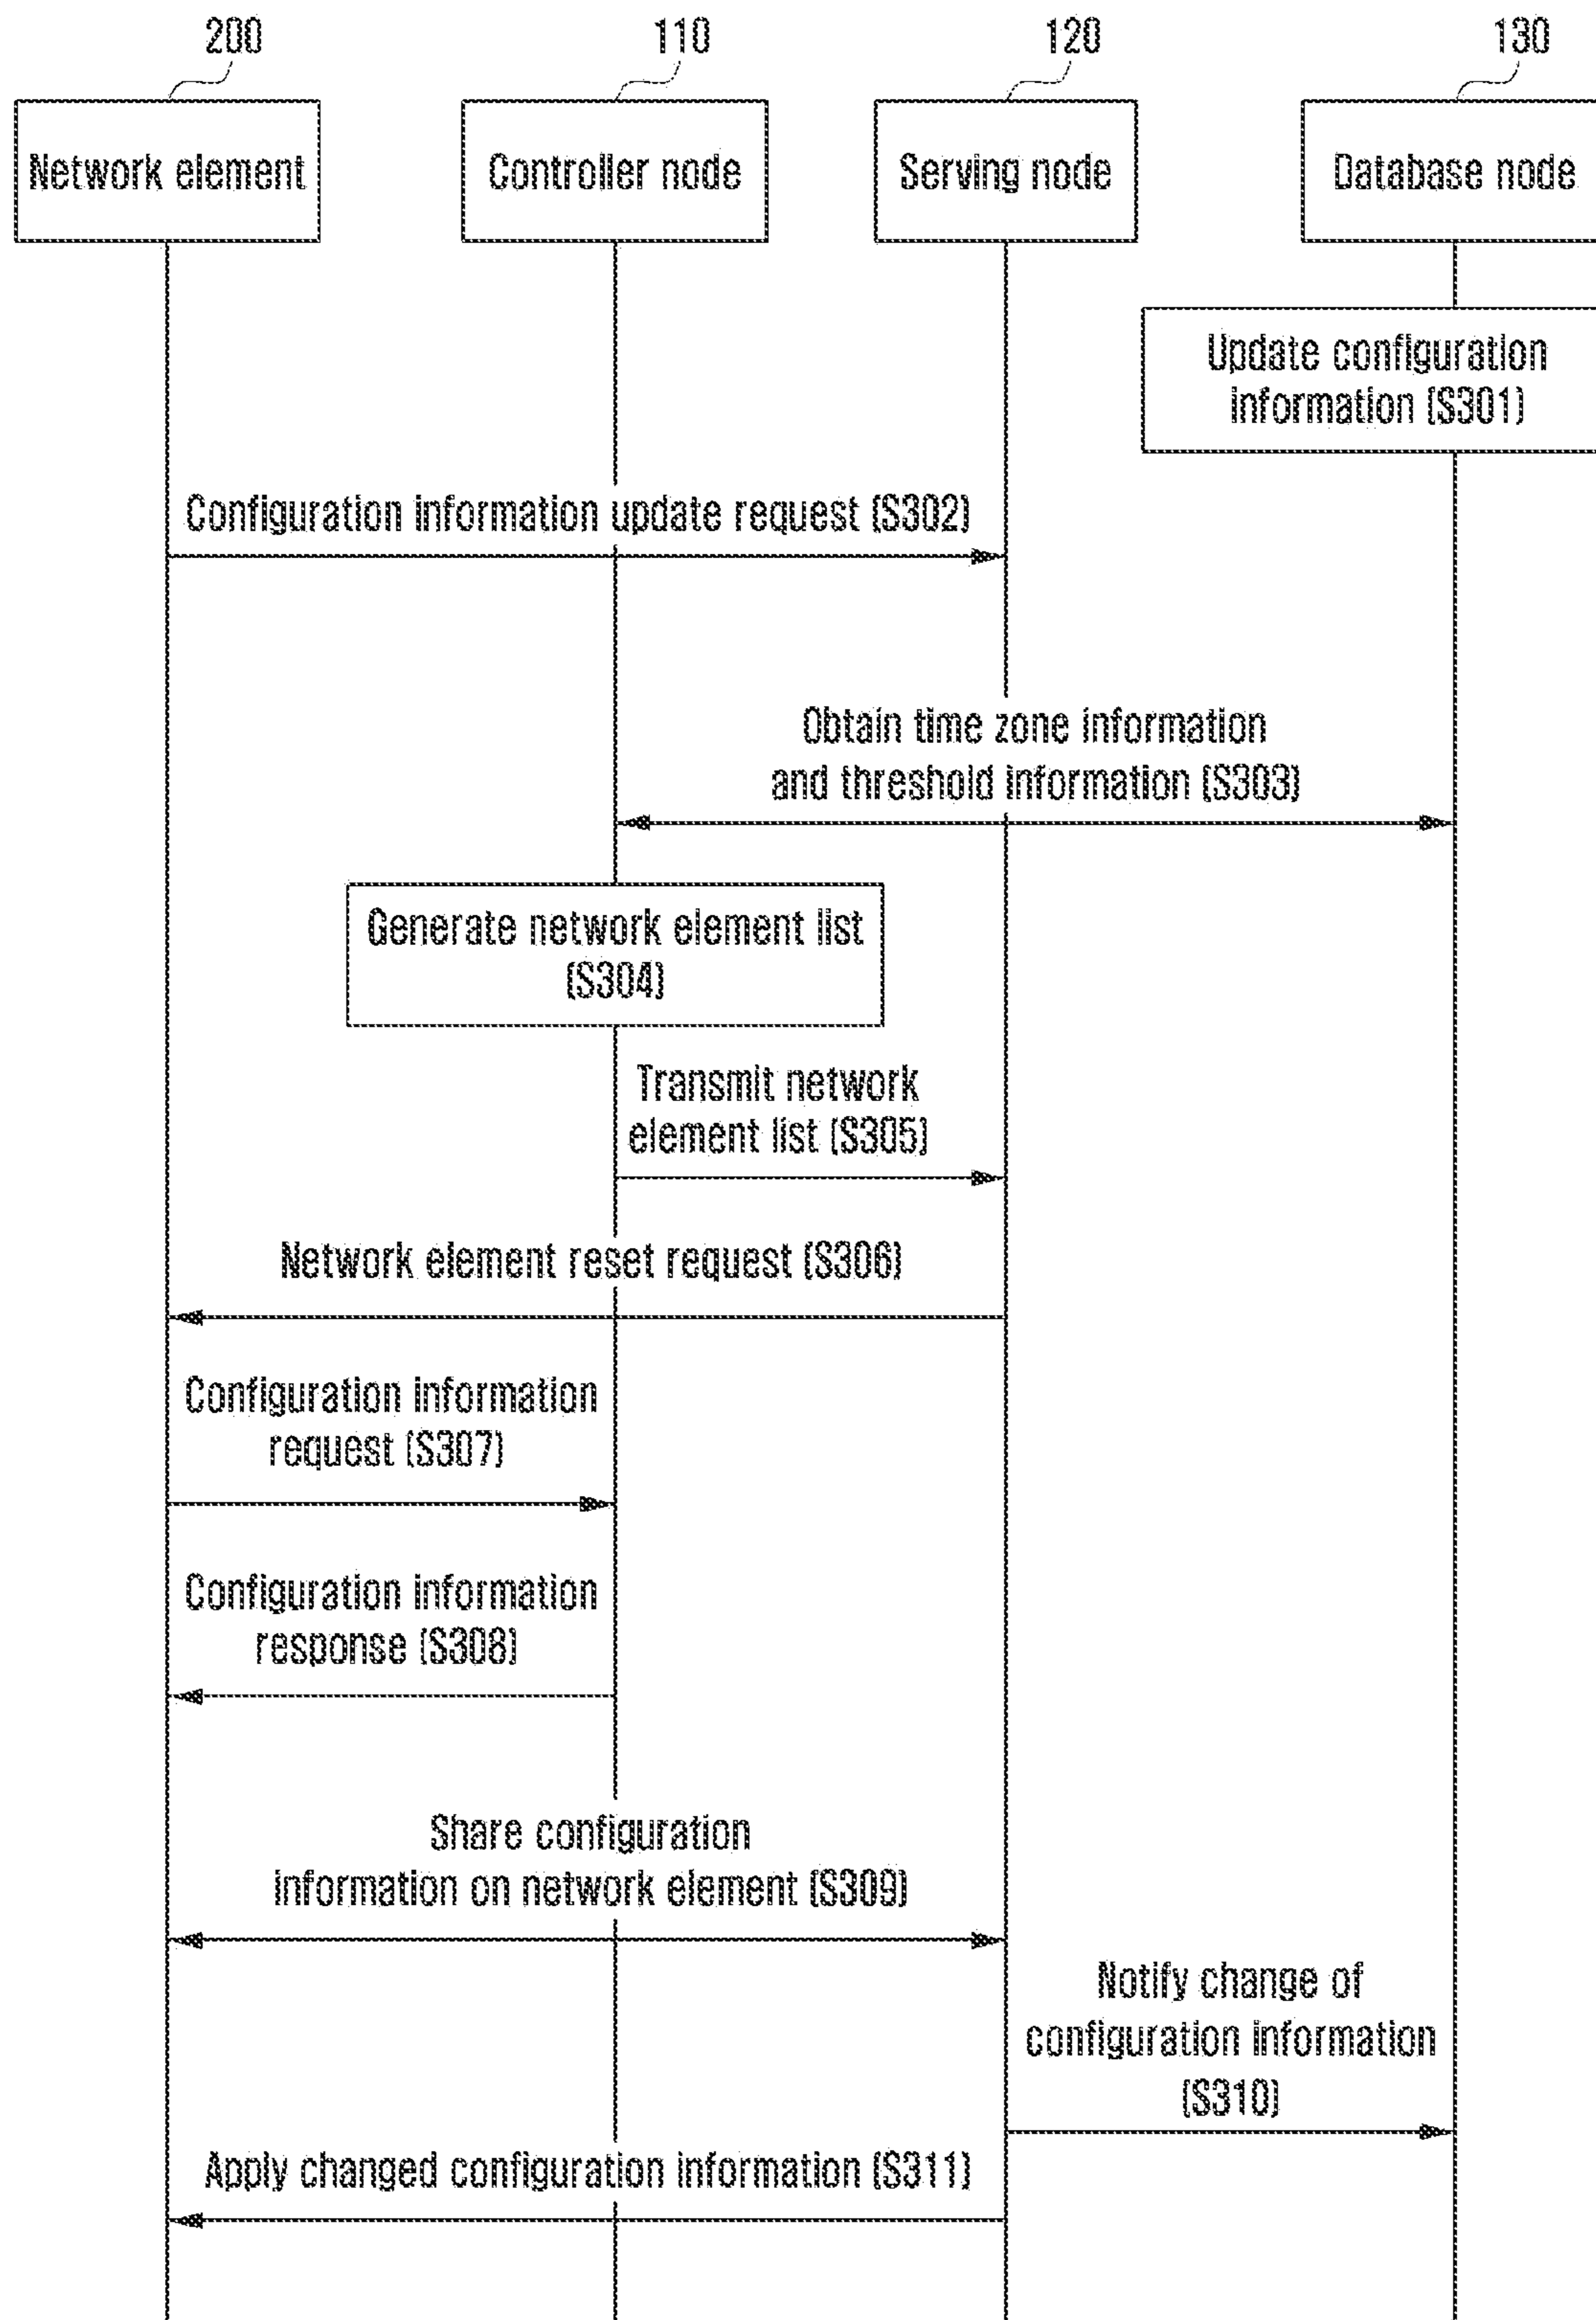 200
110
120
130
Network element
Controller node
Serving node
Database node
Update configuration
information (S301)
Configuration information update request (S302)
Obtain time zone information
and threshold information (S303)
Generate network element list
(S304)
Transmit network
element list (S305)
Network element reset request (S306)
Configuration information
request (S307)
Configuration information
response (S308)
Share configuration
information on network element (S309)
Notify change of
configuration information
(S310)
Apply changed configuration information (S311)